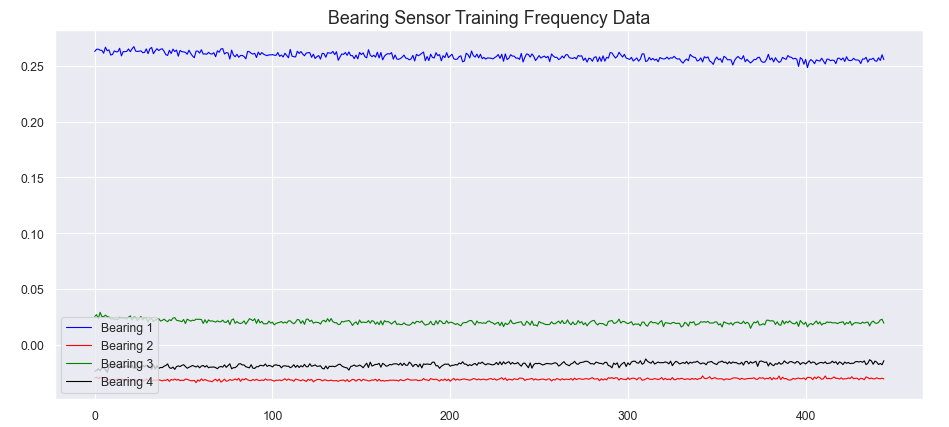 Bearing Sensor Training Frequency Data
0.25
0.20
0.15
0.10
0.05
0.00
Bearing 1
Bearing 2
Bearing 3
Bearing 4
0 100 200 300 400